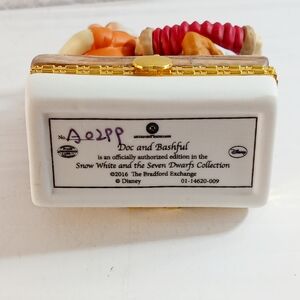 No. A0299
Doc and Bashful
is an officially authorized edition in the
Snow White and the Seven Dwarfs Collection
©2016 The Bradford Exchange
© Disney 01-14620-009
Disney